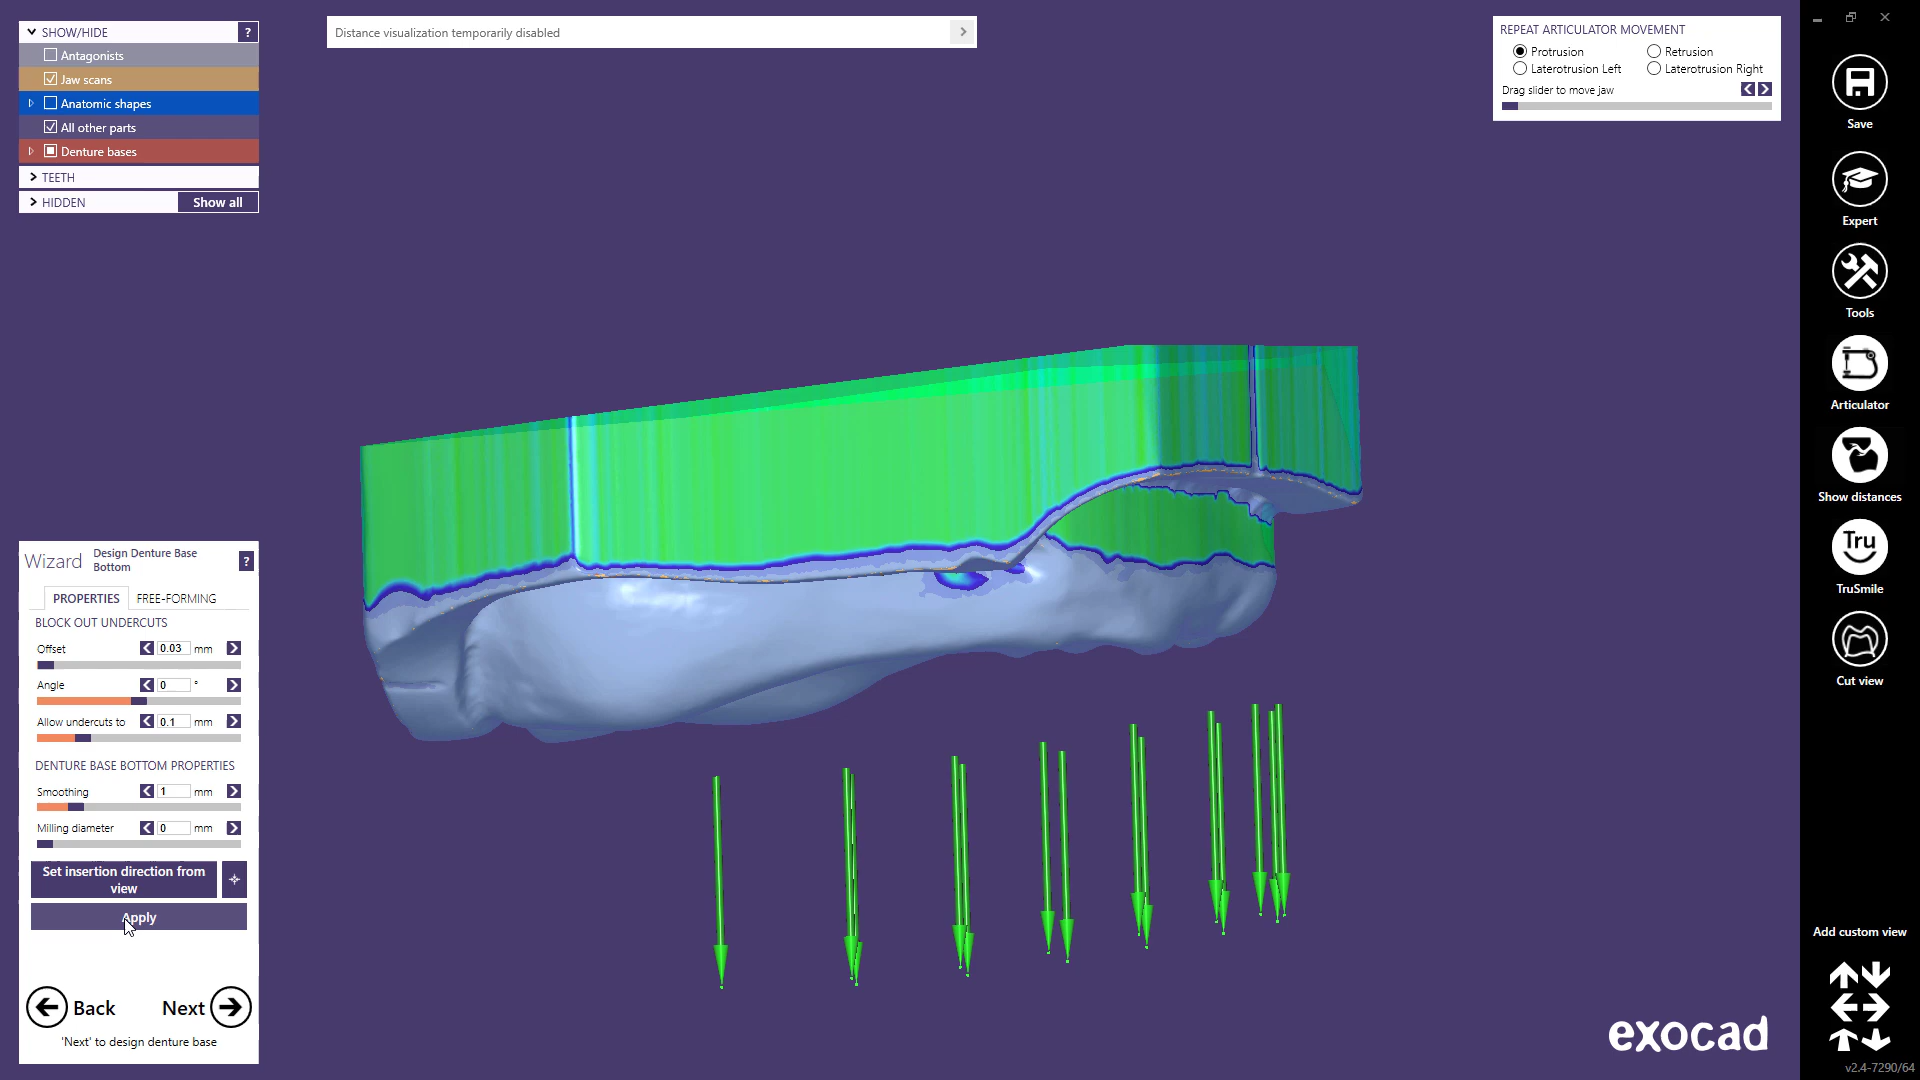 SHOW/HIDE ?
Antagonists
Jaw scans
Anatomic shapes
All other parts
Denture bases
TEETH
HIDDEN Show all
Distance visualization temporarily disabled
REPEAT ARTICULATOR MOVEMENT
Protrusion Retrusion
Laterotrusion Left Laterotrusion Right
Drag slider to move jaw
Save
Expert
Tools
Articulator
Show distances
Tru
TruSmile
Cut view
Add custom view
v2.4-7290/64
Wizard Design Denture Base
Bottom ?
PROPERTIES FREE-FORMING
BLOCK OUT UNDERCUTS
Offset 0.03 mm
Angle 0 °
Allow undercuts to 0.1 mm
DENTURE BASE BOTTOM PROPERTIES
Smoothing 1 mm
Milling diameter 0 mm
Set insertion direction from
view
Apply
Back Next
'Next' to design denture base
exocad